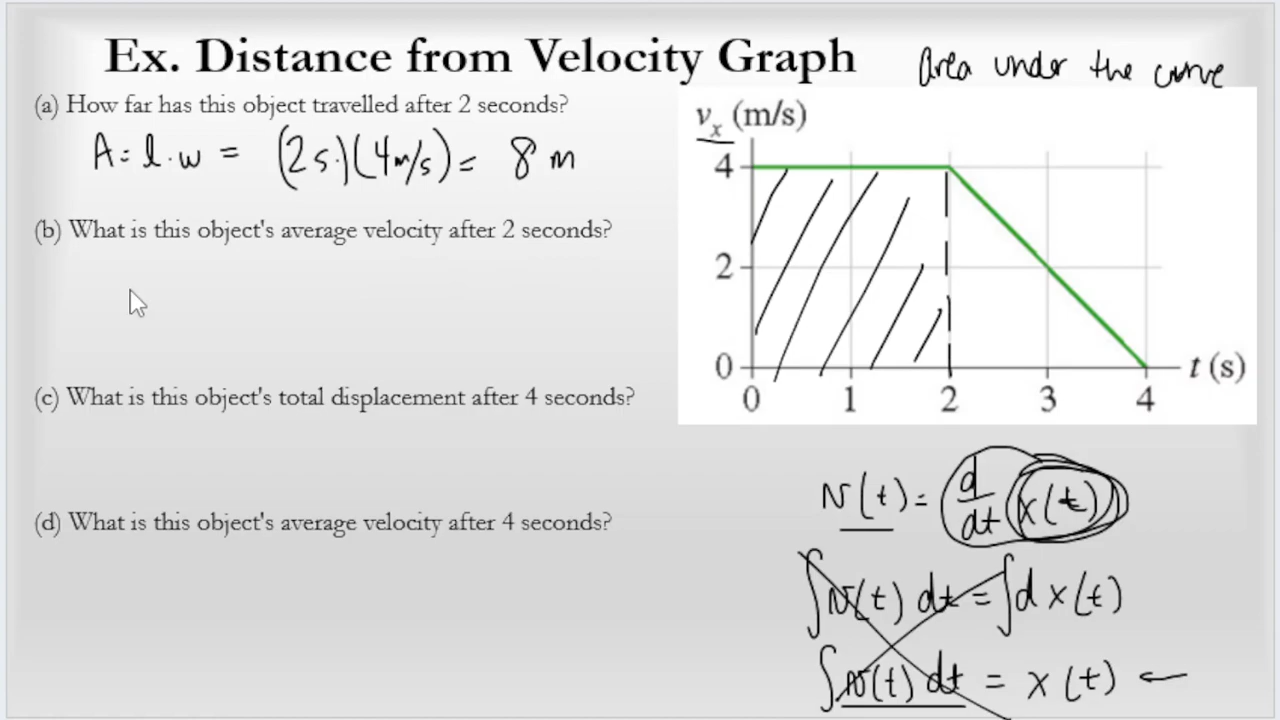 Ex. Distance from Velocity Graph
Area under the curve
(a) How far has this object travelled after 2 seconds?
A = l · w = (2 s)(4 m/s) = 8 m
(b) What is this object's average velocity after 2 seconds?
(c) What is this object's total displacement after 4 seconds?
(d) What is this object's average velocity after 4 seconds?
vₓ (m/s)
4
2
0
0 1 2 3 4 t (s)
v(t) = d/dt (x(t))
∫v(t) dt = ∫d x(t)
∫v(t) dt = x(t) ←